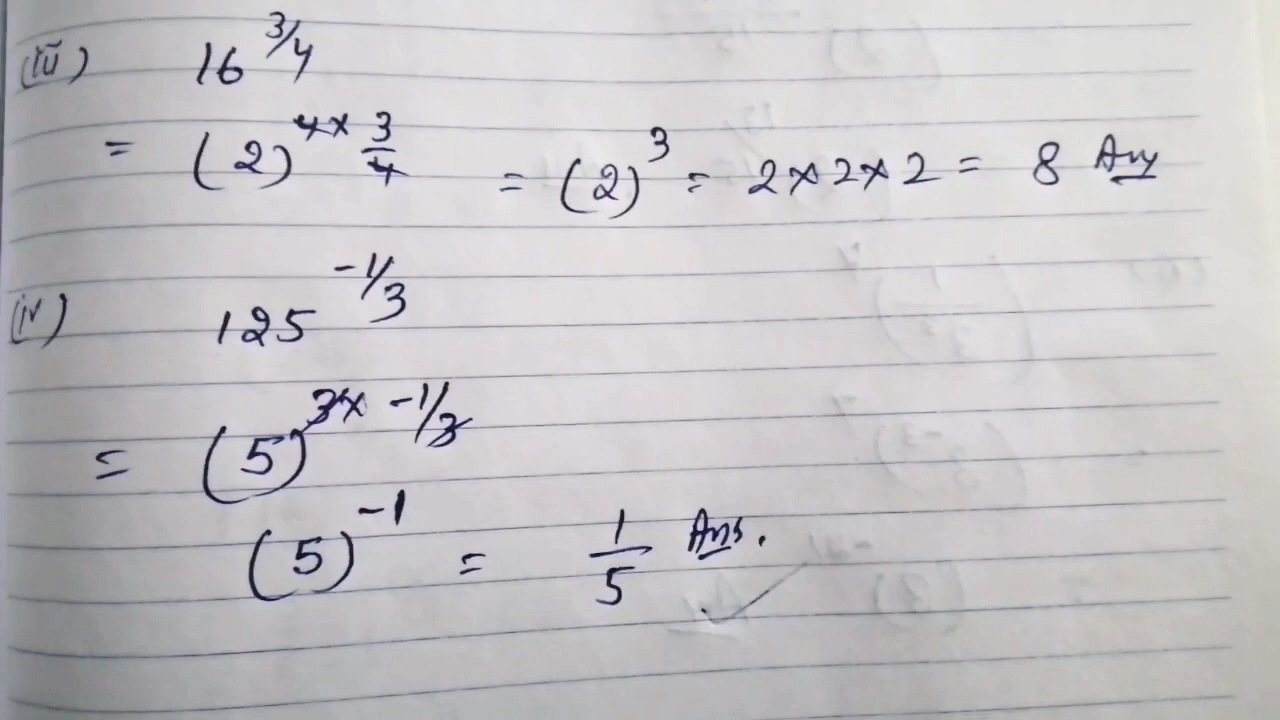 (iii) 16^3/4
= (2)^4×3/4 = (2)^3 = 2×2×2 = 8 Ans
(iv) 125^-1/3
= (5)^3×-1/3
(5)^-1 = 1/5 Ans.